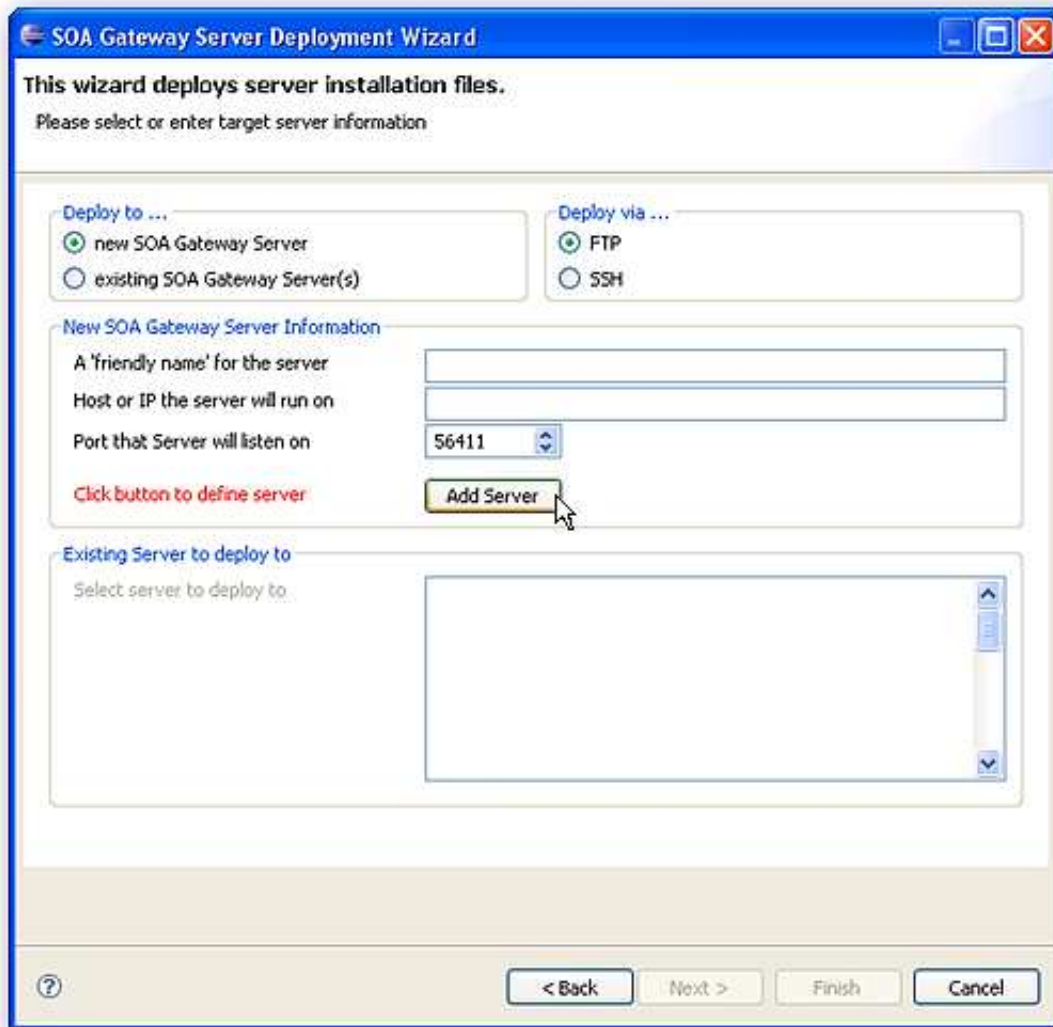 SOA Gateway Server Deployment Wizard
This wizard deploys server installation files.
Please select or enter target server information
Deploy to ...
new SOA Gateway Server
existing SOA Gateway Server(s)
Deploy via ...
FTP
SSH
New SOA Gateway Server Information
A 'friendly name' for the server
Host or IP the server will run on
Port that Server will listen on
56411
Click button to define server
Add Server
Existing Server to deploy to
Select server to deploy to
?
< Back
Next >
Finish
Cancel